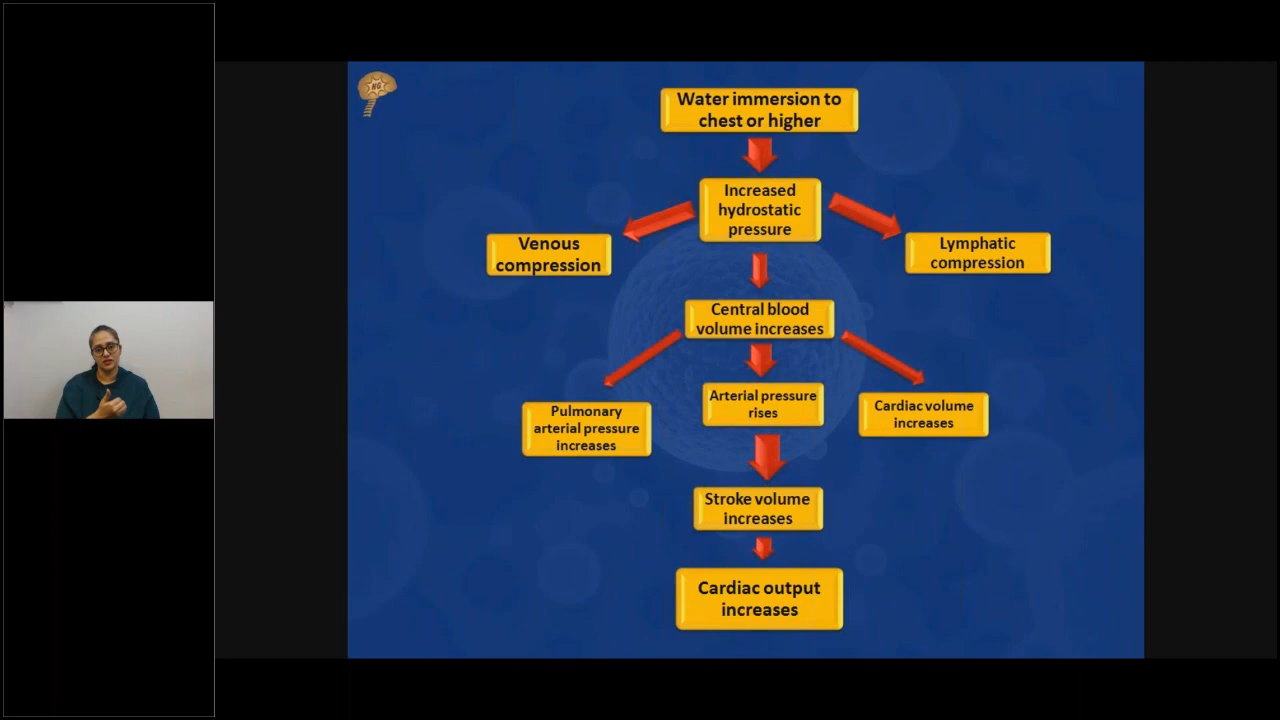 NG
Water immersion to
chest or higher
Increased
hydrostatic
pressure
Venous
compression
Lymphatic
compression
Central blood
volume increases
Pulmonary
arterial pressure
increases
Arterial pressure
rises
Cardiac volume
increases
Stroke volume
increases
Cardiac output
increases